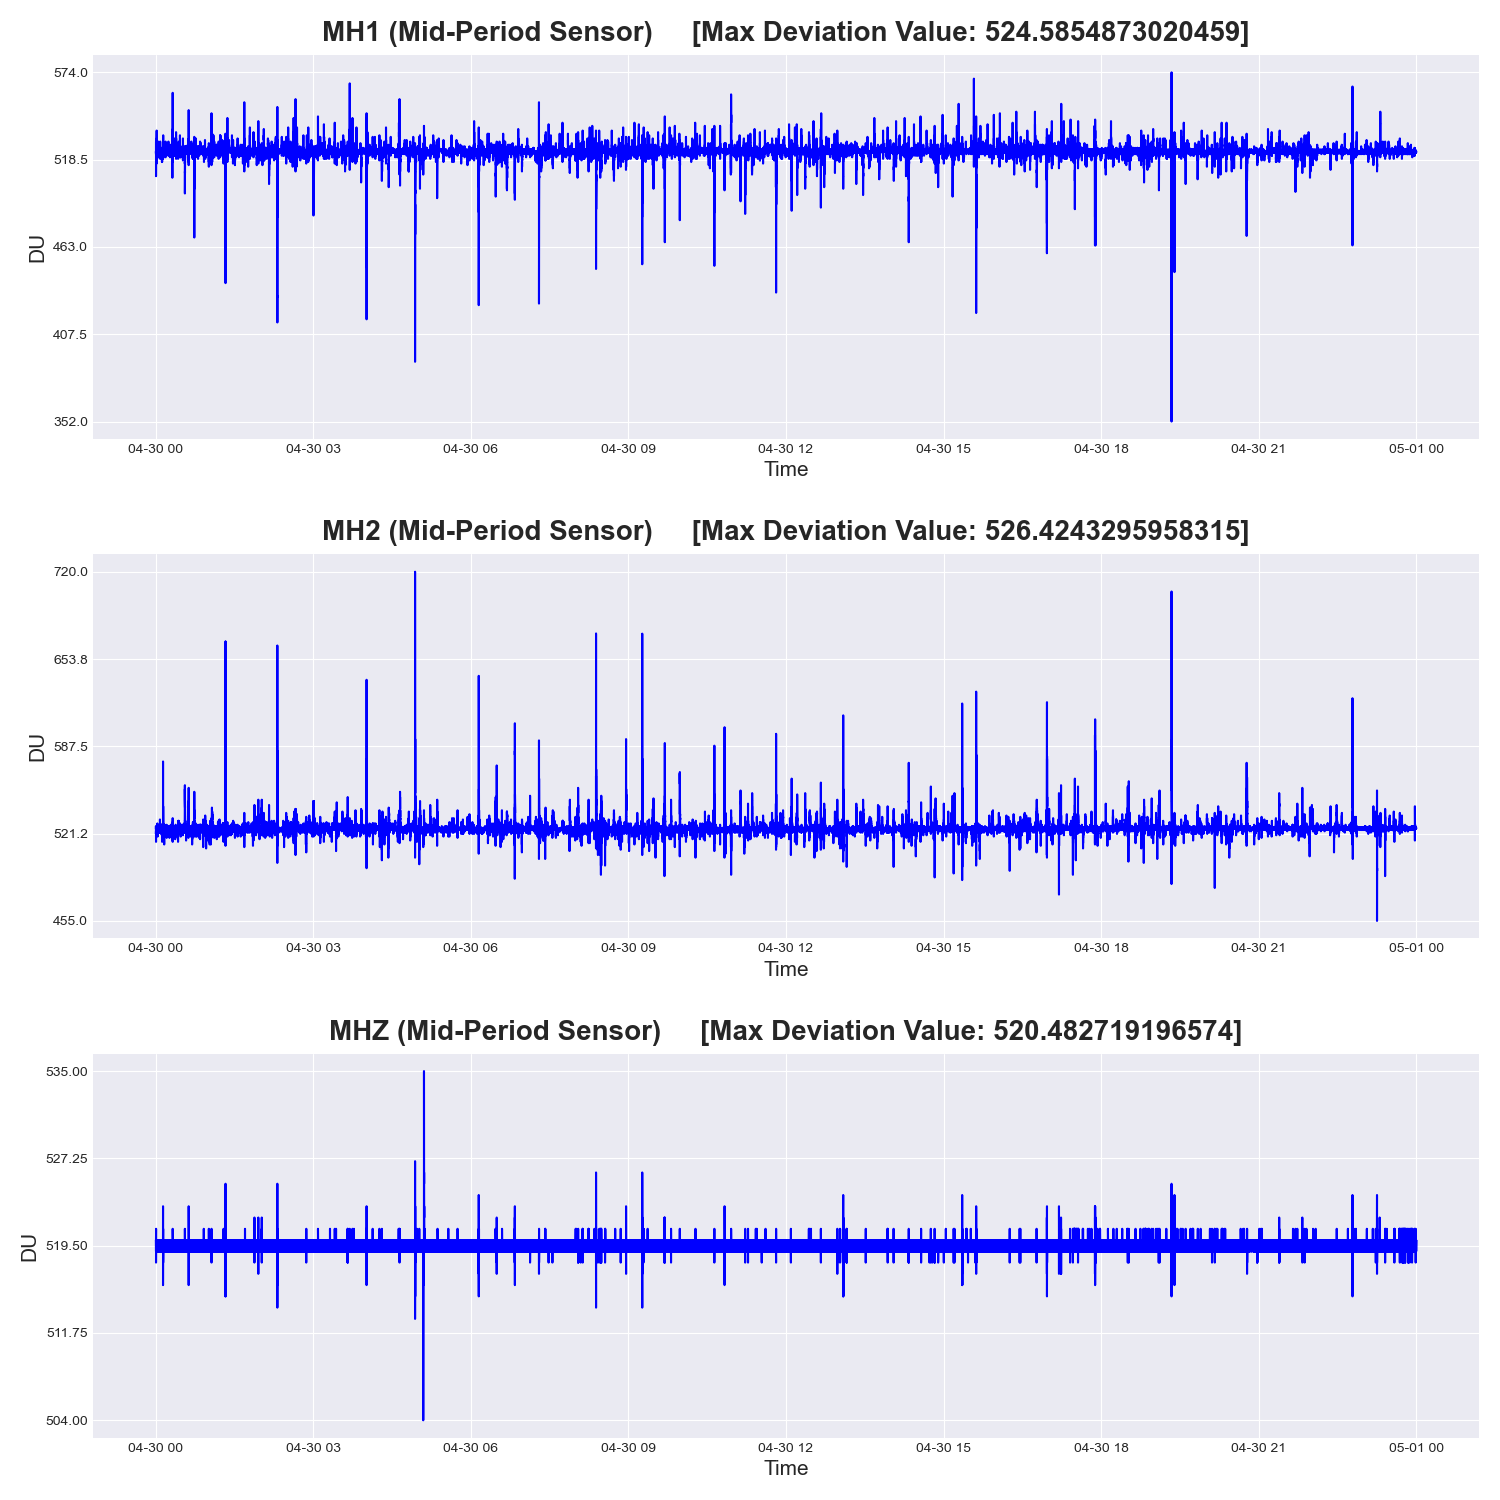 MH1 (Mid-Period Sensor) [Max Deviation Value: 524.5854873020459]
574.0
518.5
463.0
407.5
352.0
DU
04-30 00 04-30 03 04-30 06 04-30 09 04-30 12 04-30 15 04-30 18 04-30 21 05-01 00
Time
MH2 (Mid-Period Sensor) [Max Deviation Value: 526.4243295958315]
720.0
653.8
587.5
521.2
455.0
DU
04-30 00 04-30 03 04-30 06 04-30 09 04-30 12 04-30 15 04-30 18 04-30 21 05-01 00
Time
MHZ (Mid-Period Sensor) [Max Deviation Value: 520.482719196574]
535.00
527.25
519.50
511.75
504.00
DU
04-30 00 04-30 03 04-30 06 04-30 09 04-30 12 04-30 15 04-30 18 04-30 21 05-01 00
Time